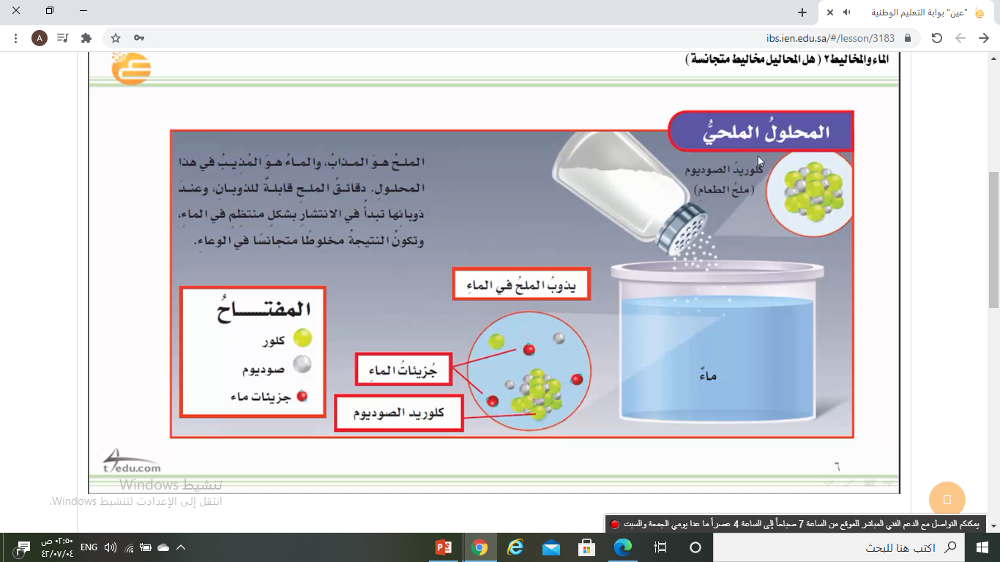 "عين" بوابة التعليم الوطنية
ibs.ien.edu.sa/#/lesson/3183
A
الماء والمخاليط ٢ ( هل المحاليل مخاليط متجانسة )
المحلولُ الملحيُّ
كلوريدُ الصوديوم
(ملحُ الطعامِ)
الملحُ هوَ المذابُ، والماءُ هوَ المُذِيبُ في هذا
المحلولِ. دقائقُ الملحِ قابلةٌ للذوبانِ، وعندَ
ذوبانِها تبدأُ في الانتشارِ بشكلٍ منتظِمٍ في الماءِ،
وتكونُ النتيجةُ مخلوطًا متجانسًا في الوعاءِ.
يذوبُ الملحُ في الماءِ
المفتاحُ
كلور
صوديوم
جزيئات ماء
جُزيئاتُ الماءِ
كلوريد الصوديوم
ماءٌ
t4edu.com
٦
تنشيط Windows
انتقل إلى الإعدادات لتنشيط Windows.
يمكنكم التواصل مع الدعم الفني المباشر للموقع من الساعة 7 صباحاً إلى الساعة 4 عصراً ما عدا يومي الجمعة والسبت
اكتب هنا للبحث
ENG
٠٢:٥٠ ص
٤٢/٠٧/٠٤